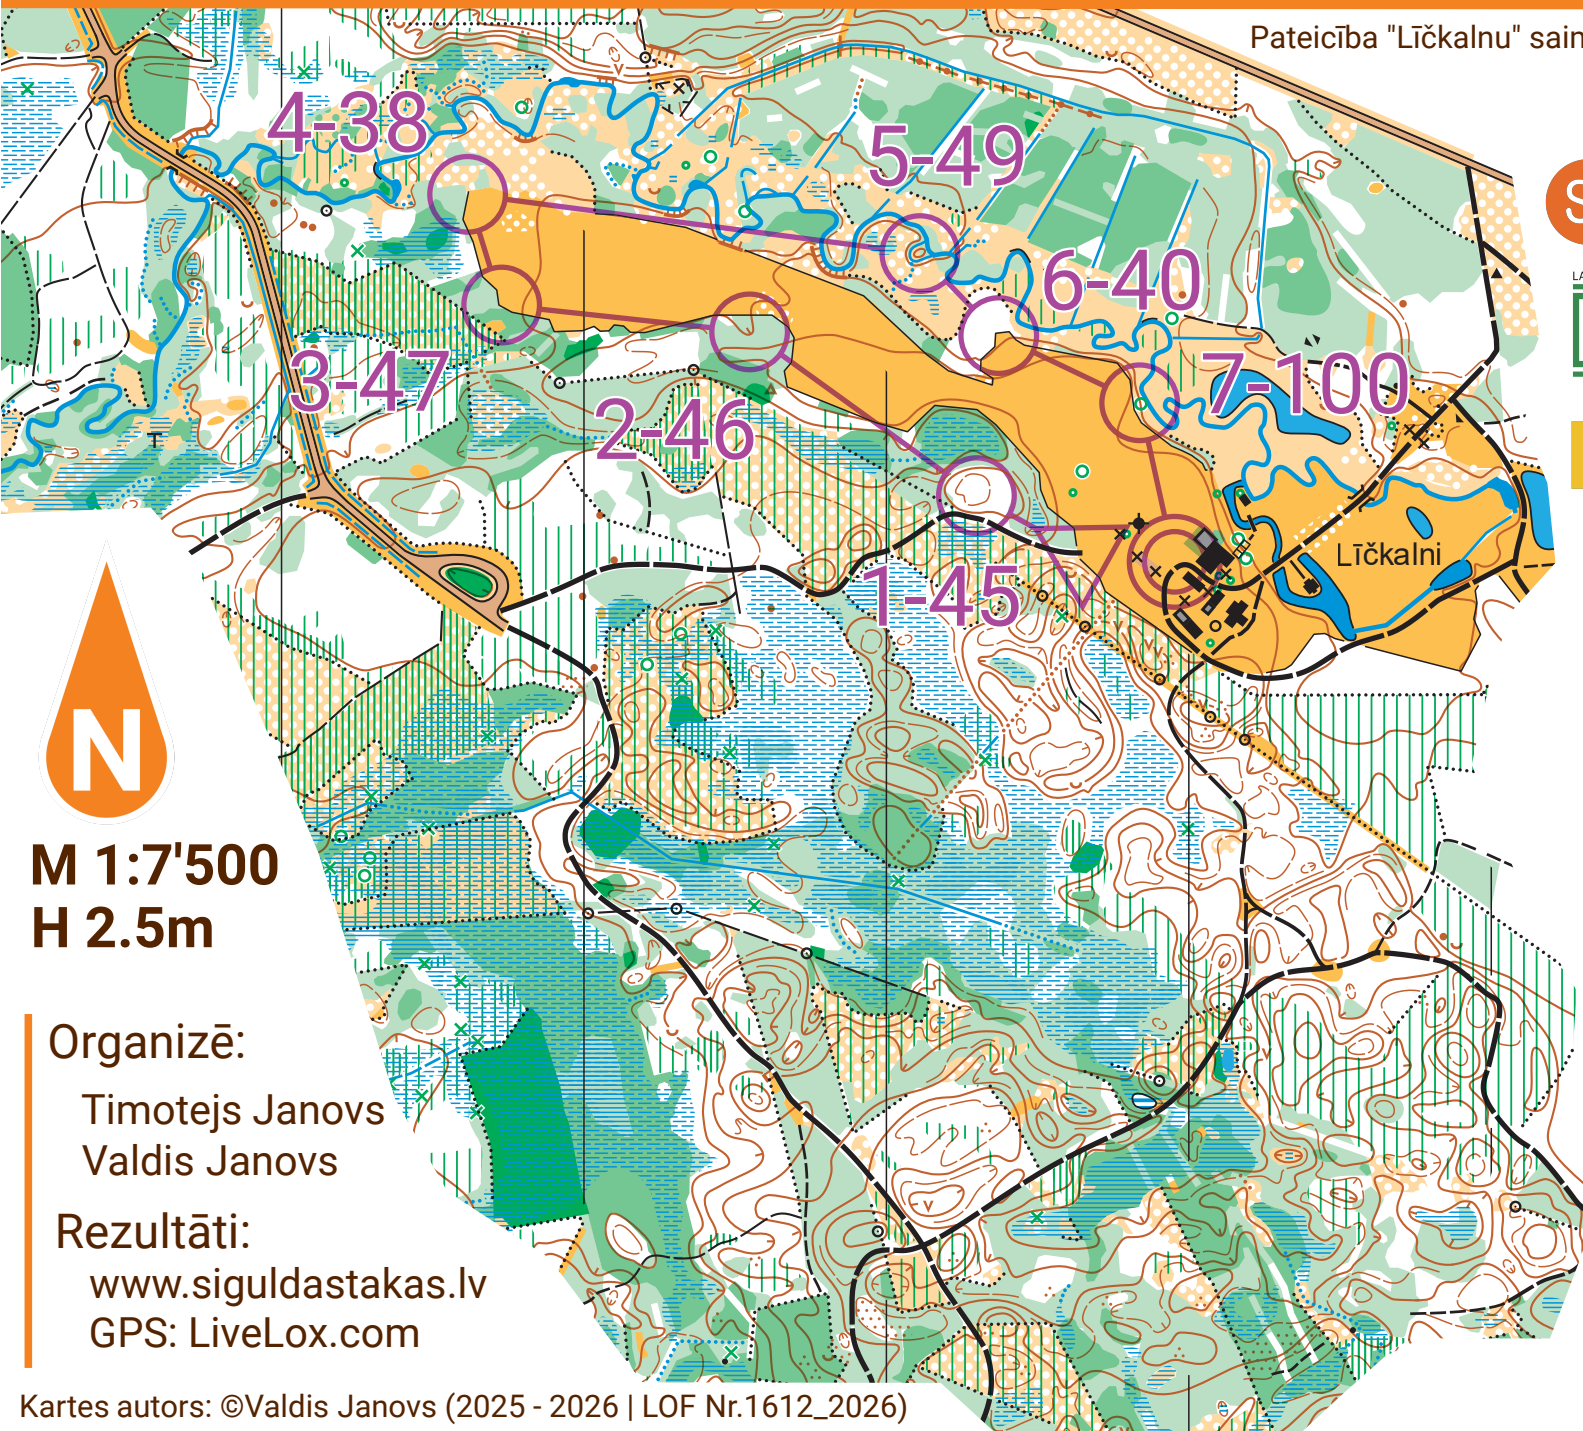 Pateicība "Līčkalnu" sain
4-38
5-49
S
6-40
LA
3-47
7-100
2-46
T
Līčkalni
1-45
N
M 1:7'500
H 2.5m
Organizē:
Timotejs Janovs
Valdis Janovs
Rezultāti:
www.siguldastakas.lv
GPS: LiveLox.com
Kartes autors: ©Valdis Janovs (2025 - 2026 | LOF Nr.1612_2026)